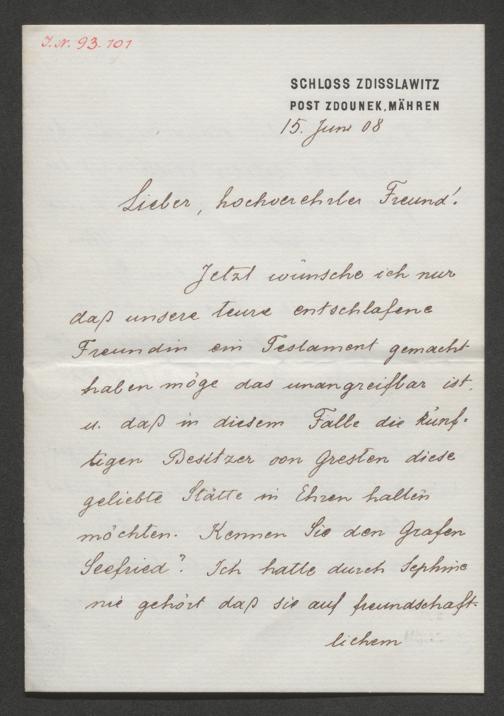 J. N. 93.101
SCHLOSS ZDISSLAWITZ
POST ZDOUNEK, MÄHREN
15. Juni 08
Lieber, hochverehrter Freund!
Jetzt wünsche ich nur
daß unsere teure entschlafene
Freundin ein Testament gemacht
haben möge das unangreifbar ist,
u. daß in diesem Falle die künf-
tigen Besitzer von Gresten diese
geliebte Stätte in Ehren halten
möchten. Kennen Sie den Grafen
Seefried? Ich hatte durch Sephine
nie gehört daß sie auf freundschaft-
lichem